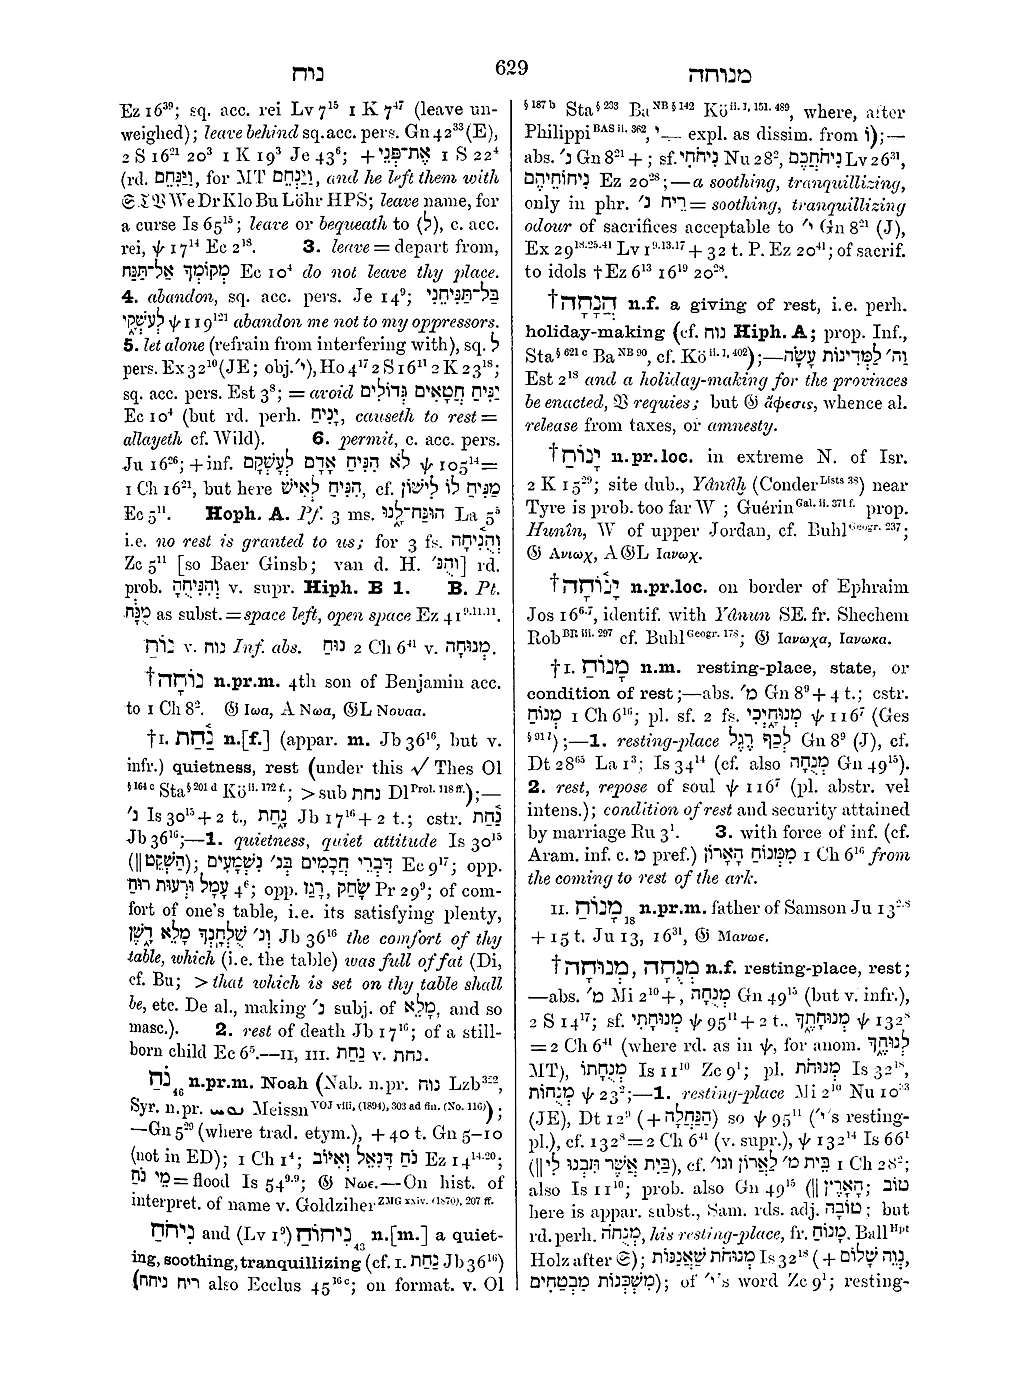 נוח
629
מנוחה
Ez 16³⁹; sq. acc. rei Lv 7¹⁵ 1 K 7⁴⁷ (leave un-
weighed); leave behind sq. acc. pers. Gn 42³³ (E),
2 S 16²¹ 20³ 1 K 19³ Je 43⁶; + אֶת־פְּנֵי 1 S 22⁴
(rd. וַיַּנִּחֵם, for MT וַיַּנְחֵם, and he left them with
𝔊 𝔗 𝔙 We Dr Klo Bu Löhr HPS; leave name, for
a curse Is 65¹⁵; leave or bequeath to (לְ), c. acc.
rei, ψ 17¹⁴ Ec 2¹⁸. 3. leave = depart from,
מְקוֹמְךָ אַל־תַּנַּח Ec 10⁴ do not leave thy place.
4. abandon, sq. acc. pers. Je 14⁹; בַּל־תַּנִּיחֵנִי
לְעֹשְׁקָי ψ 119¹²¹ abandon me not to my oppressors.
5. let alone (refrain from interfering with), sq. לְ
pers. Ex 32¹⁰ (JE; obj. י׳), Ho 4¹⁷ 2 S 16¹¹ 2 K 23¹⁸;
sq. acc. pers. Est 3⁸; = avoid יַנִּיחַ חֲטָאִים גְּדוֹלִים
Ec 10⁴ (but rd. perh. יָנִיחַ, causeth to rest =
allayeth cf. Wild). 6. permit, c. acc. pers.
Ju 16²⁶; + inf. לֹא הִנִּיחַ אָדָם לְעָשְׁקָם ψ 105¹⁴ =
1 Ch 16²¹, but here הִנִּיחַ לְאִישׁ, cf. מַנִּיחַ לוֹ לִישׁוֹן
Ec 5¹¹. Hoph. A. Pf. 3 ms. הוּנַח־לָנוּ La 5⁵
i.e. no rest is granted to us; for 3 fs. וְהֻנִּיחָה
Zc 5¹¹ [so Baer Ginsb; van d. H. וְהֻנּ׳] rd.
prob. וְהִנִּיחֻהָ v. supr. Hiph. B 1. B. Pt.
מֻנָּח as subst. = space left, open space Ez 41⁹·¹¹·¹¹.
נוֹחַ v. נוח Inf. abs. נוּחַ 2 Ch 6⁴¹ v. מְנוּחָה.
†נוֹחָה n.pr.m. 4th son of Benjamin acc.
to 1 Ch 8². 𝔊 Ιωα, A Νωα, 𝔊L Νουαα.
†I. נַ֫חַת n.[f.] (appar. m. Jb 36¹⁶, but v.
infr.) quietness, rest (under this √ Thes Ol
§ 164 c Sta § 201 d Kö ii. 172 f.; > sub נחת Dl Prol. 118 ff.);—
נ׳ Is 30¹⁵ + 2 t., נָחַת Jb 17¹⁶ + 2 t.; cstr. נַחַת
Jb 36¹⁶;—1. quietness, quiet attitude Is 30¹⁵
(‖ הַשְׁקֵט); דִּבְרֵי חֲכָמִים בְּנ׳ נִשְׁמָעִים Ec 9¹⁷; opp.
עָמָל וּרְעוּת רוּחַ 4⁶; opp. רָגַז, שָׂחַק Pr 29⁹; of com-
fort of one's table, i.e. its satisfying plenty,
וְנ׳ שֻׁלְחָנְךָ מָלֵא דָשֶׁן Jb 36¹⁶ the comfort of thy
table, which (i.e. the table) was full of fat (Di,
cf. Bu; > that which is set on thy table shall
be, etc. De al., making נ׳ subj. of מָלֵא, and so
masc.). 2. rest of death Jb 17¹⁶; of a still-
born child Ec 6⁵.—II, III. נַחַת v. נחת.
נֹחַ₄₆ n.pr.m. Noah (Nab. n.pr. נוח Lzb³²²,
Syr. n.pr. Meissn VOJ viii, (1894), 303 ad fin. (No. 116));
—Gn 5²⁹ (where trad. etym.), + 40 t. Gn 5–10
(not in ED); 1 Ch 1⁴; נֹחַ דָּנִאֵל וְאִיּוֹב Ez 14¹⁴·²⁰;
מֵי נֹחַ = flood Is 54⁹·⁹; 𝔊 Νωε.—On hist. of
interpret. of name v. Goldziher ZMG xxiv. (1870), 207 ff.
נִיחֹחַ and (Lv 1⁹) נִיחוֹחַ₄₃ n.[m.] a quiet-
ing, soothing, tranquillizing (cf. I. נַחַת Jb 36¹⁶)
(ריח ניחח also Ecclus 45¹⁶ᶜ; on format. v. Ol
§ 187 b Sta § 233 Ba NB § 142 Kö ii. 1, 151. 489, where, after
Philippi BAS ii. 362, expl. as dissim. from וֹ);—
abs. נ׳ Gn 8²¹ + ; sf. נִיחֹחִי Nu 28², נִיחֹחֲכֶם Lv 26³¹,
נִיחוֹחֵיהֶם Ez 20²⁸;—a soothing, tranquillizing,
only in phr. רֵיחַ נ׳ = soothing, tranquillizing
odour of sacrifices acceptable to י׳ Gn 8²¹ (J),
Ex 29¹⁸·²⁵·⁴¹ Lv 1⁹·¹³·¹⁷ + 32 t. P. Ez 20⁴¹; of sacrif.
to idols † Ez 6¹³ 16¹⁹ 20²⁸.
†הֲנָחָה n.f. a giving of rest, i.e. perh.
holiday-making (cf. נוח Hiph. A; prop. Inf.,
Sta § 621 c Ba NB 90, cf. Kö ii. 1, 402);—וַה׳ לַמְּדִינוֹת עָשָׂה
Est 2¹⁸ and a holiday-making for the provinces
be enacted, 𝔙 requies; but 𝔊 ἄφεσις, whence al.
release from taxes, or amnesty.
†יָנוֹחַ n.pr.loc. in extreme N. of Isr.
2 K 15²⁹; site dub., Yânûḥ (Conder Lists 38) near
Tyre is prob. too far W ; Guérin Gal. ii. 371 f. prop.
Hunîn, W of upper Jordan, cf. Buhl Geogr. 237;
𝔊 Ανιωχ, A 𝔊L Ιανωχ.
†יָנ֫וֹחָה n.pr.loc. on border of Ephraim
Jos 16⁶·⁷, identif. with Yânun SE. fr. Shechem
Rob BR iii. 297 cf. Buhl Geogr. 178; 𝔊 Ιανωχα, Ιανωκα.
†I. מָנוֹחַ n.m. resting-place, state, or
condition of rest;—abs. מ׳ Gn 8⁹ + 4 t.; cstr.
מְנוֹחַ 1 Ch 6¹⁶; pl. sf. 2 fs. מְנוּחָיְכִי ψ 116⁷ (Ges
§ 91 l);—1. resting-place לְכַף רֶגֶל Gn 8⁹ (J), cf.
Dt 28⁶⁵ La 1³; Is 34¹⁴ (cf. also מְנֻחָה Gn 49¹⁵).
2. rest, repose of soul ψ 116⁷ (pl. abstr. vel
intens.); condition of rest and security attained
by marriage Ru 3¹. 3. with force of inf. (cf.
Aram. inf. c. מ pref.) מִמְּנוֹחַ הָאָרוֹן 1 Ch 6¹⁶ from
the coming to rest of the ark.
II. מָנוֹחַ₁₈ n.pr.m. father of Samson Ju 13²·⁸
+ 15 t. Ju 13, 16³¹, 𝔊 Μανωε.
†מְנוּחָה, מְנֻחָה n.f. resting-place, rest;
—abs. מ׳ Mi 2¹⁰ +, מְנֻחָה Gn 49¹⁵ (but v. infr.),
2 S 14¹⁷; sf. מְנוּחָתִי ψ 95¹¹ + 2 t., מְנוּחָתֶךָ ψ 132⁸
= 2 Ch 6⁴¹ (where rd. as in ψ, for anom. לְנוּחֶךָ
MT), מְנֻחָתוֹ Is 11¹⁰ Zc 9¹; pl. מְנוּחֹת Is 32¹⁸,
מְנֻחוֹת ψ 23²;—1. resting-place Mi 2¹⁰ Nu 10³³
(JE), Dt 12⁹ (+ הַנַּחֲלָה) so ψ 95¹¹ (י׳'s resting-
pl.), cf. 132⁸ = 2 Ch 6⁴¹ (v. supr.), ψ 132¹⁴ Is 66¹
(‖ בַּיִת אֲשֶׁר תִּבְנוּ לִי), cf. בֵּית מ׳ לַאֲרוֹן וגו׳ 1 Ch 28²;
also Is 11¹⁰; prob. also Gn 49¹⁵ (‖ הָאָרֶץ; טוֹב
here is appar. subst., Sam. rds. adj. טובה; but
rd. perh. מְנֻחֹה, his resting-place, fr. מָנוֹחַ, Ball Hpt
Holz after 𝔖); מְנוּחֹת שַׁאֲנַנּוֹת Is 32¹⁸ (+ נְוֵה שָׁלוֹם,
מִשְׁכְּנוֹת מִבְטַחִים); of י׳'s word Zc 9¹; resting-